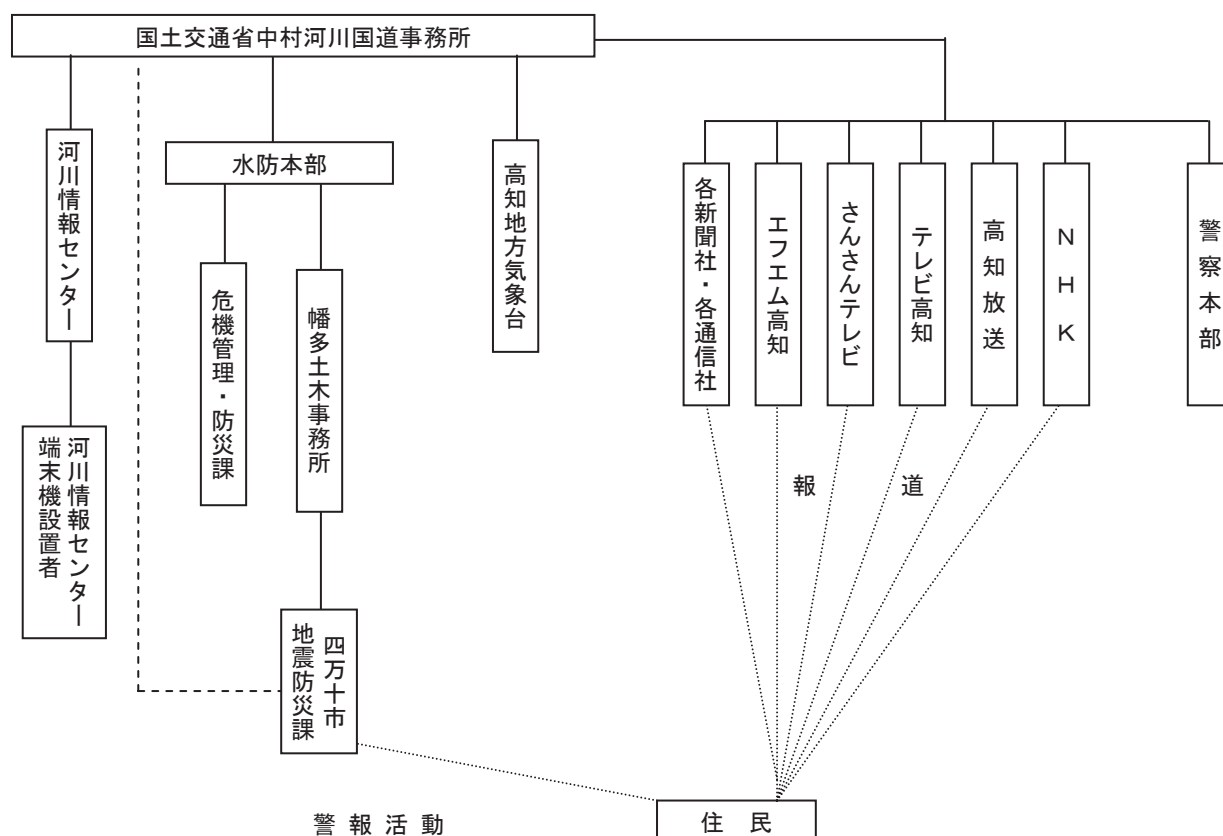 国土交通省中村河川国道事務所
河川情報センター
河川情報センター
端末機設置者
水防本部
危機管理・防災課
幡多土木事務所
四万十市
地震防災課
高知地方気象台
各新聞社・各通信社
エフエム高知
さんさんテレビ
テレビ高知
高知放送
ＮＨＫ
警察本部
報道
警報活動
住民